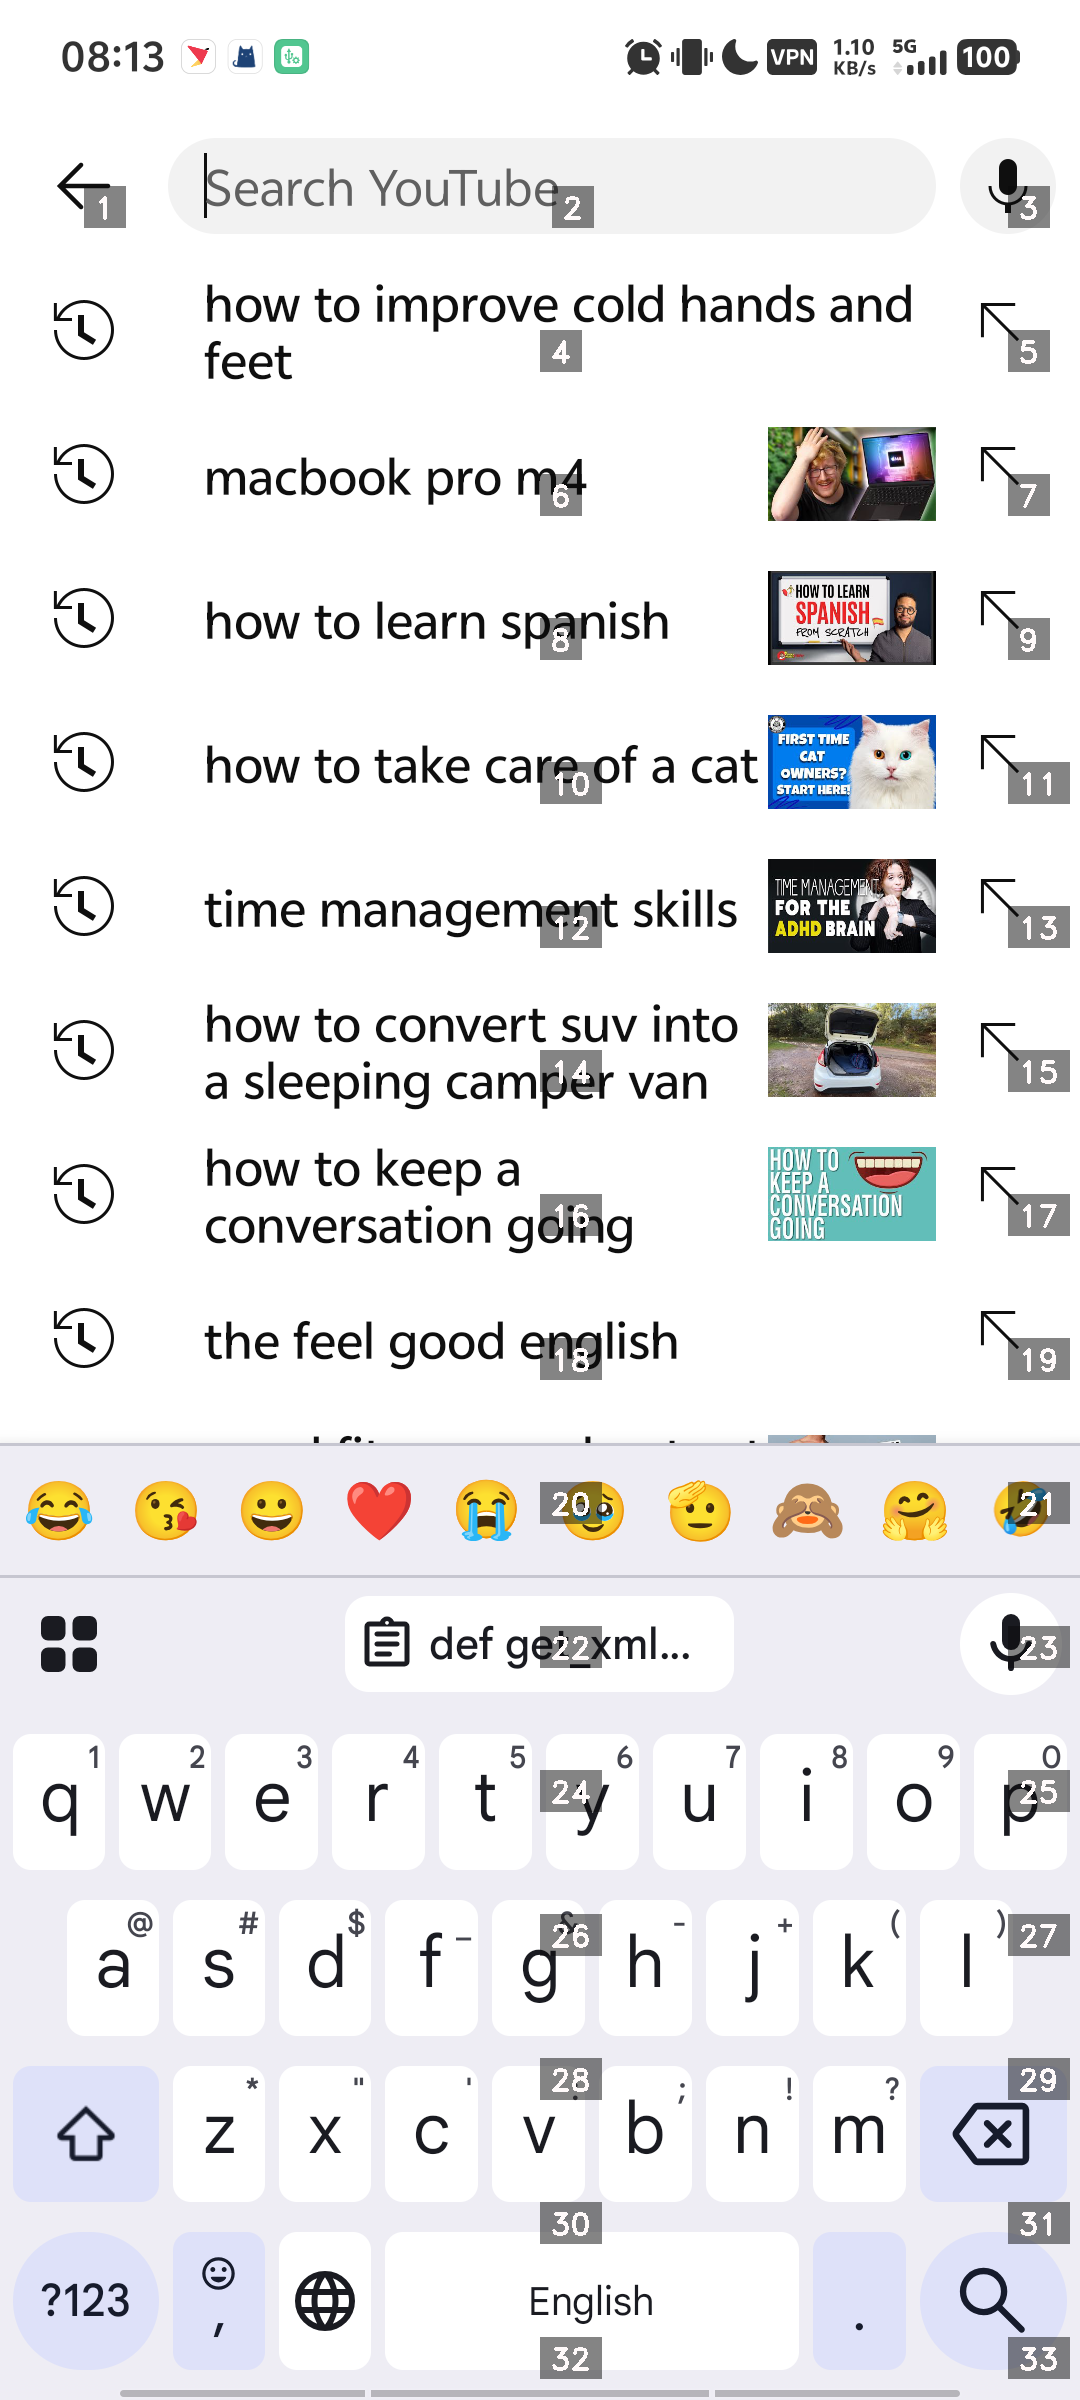 08:13
VPN
1.10 KB/s
5G
100
Search YouTube
1
2
3
how to improve cold hands and
feet
4
5
macbook pro m4
6
7
how to learn spanish
HOW TO LEARN
SPANISH
FROM SCRATCH
8
9
how to take care of a cat
FIRST TIME
CAT
OWNERS?
START HERE!
10
11
time management skills
TIME MANAGEMENT
FOR THE
ADHD BRAIN
12
13
how to convert suv into
a sleeping camper van
14
15
how to keep a
conversation going
HOW TO
KEEP A
CONVERSATION
GOING
16
17
the feel good english
18
19
20
21
def get_xml...
22
23
1 2 3 4 5 6 7 8 9 0
q w e r t y u i o p
24
25
@ # $ _ & - + ( )
a s d f g h j k l
26
27
* " ' : ; ! ?
z x c v b n m
28
29
30
31
?123 , English .
32
33